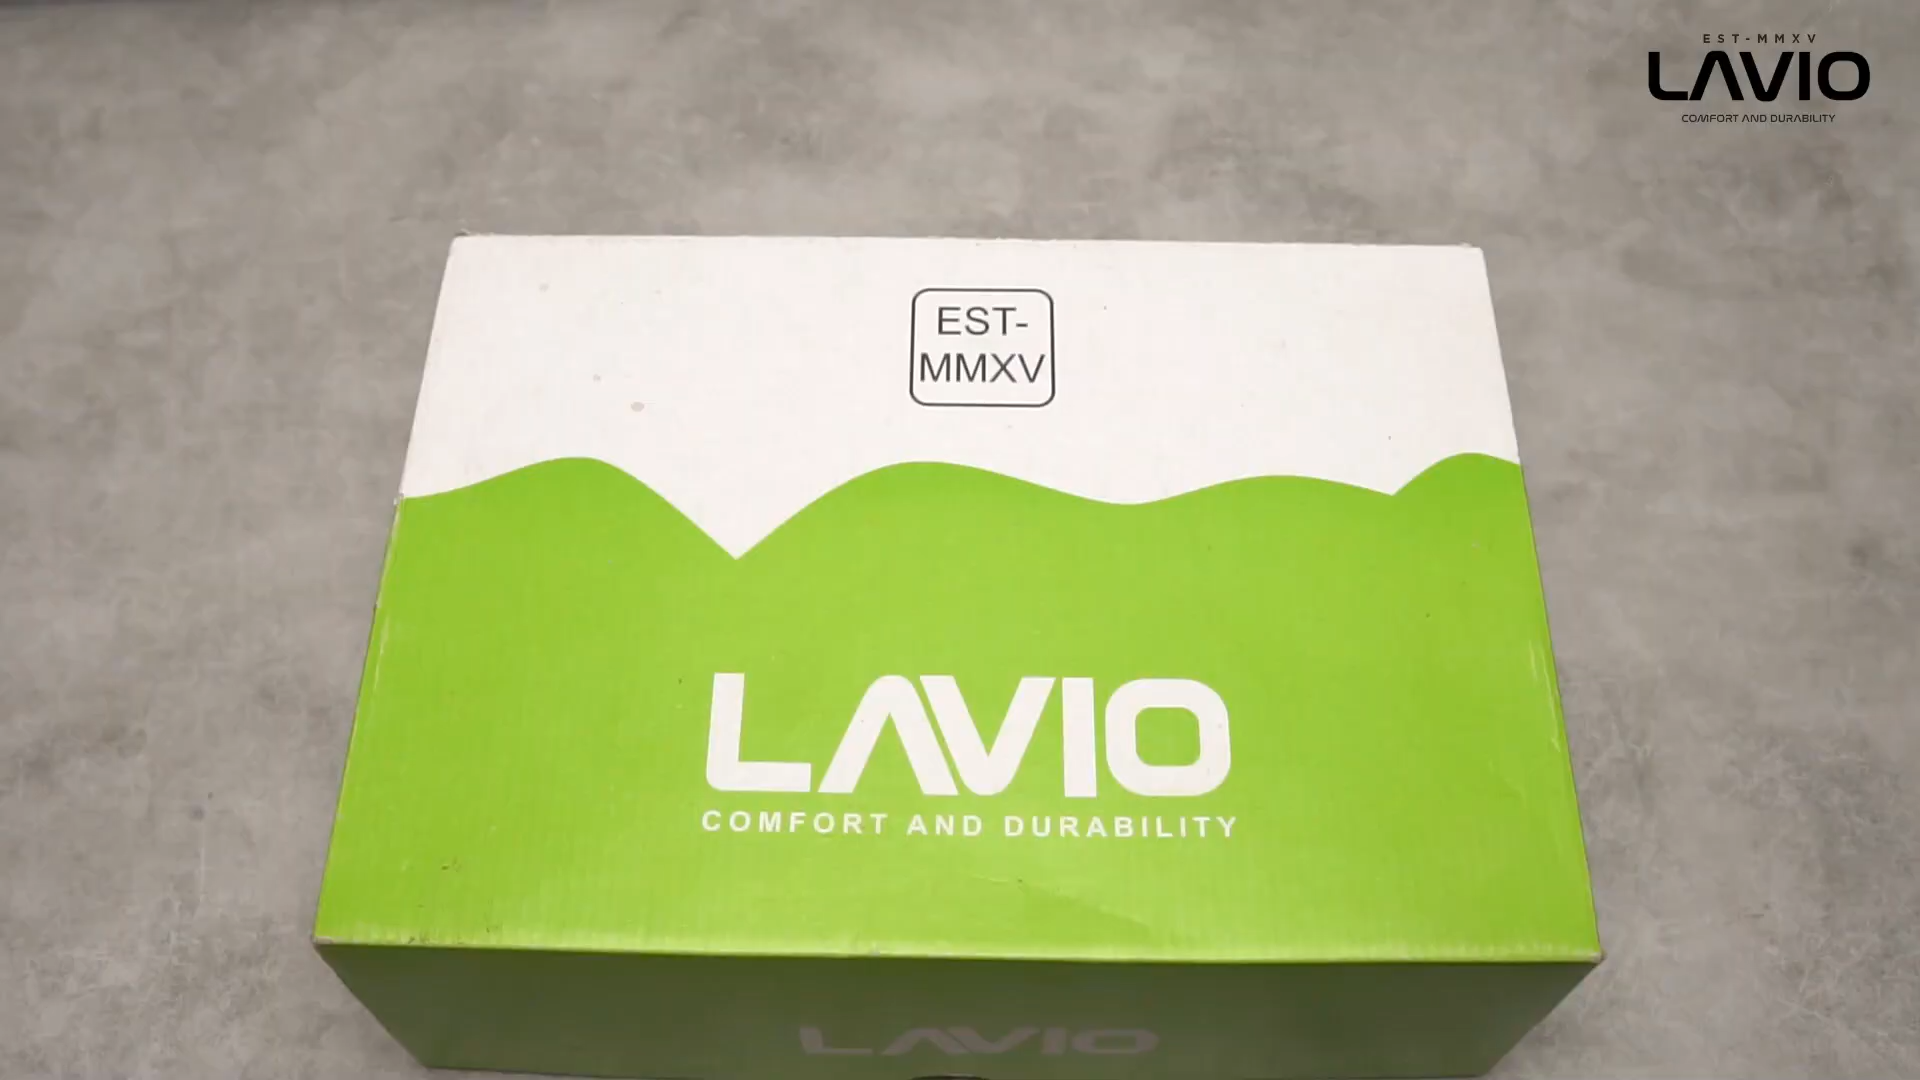 EST-MMXV
LAVIO
COMFORT AND DURABILITY
EST-
MMXV
LAVIO
COMFORT AND DURABILITY
LAVIO